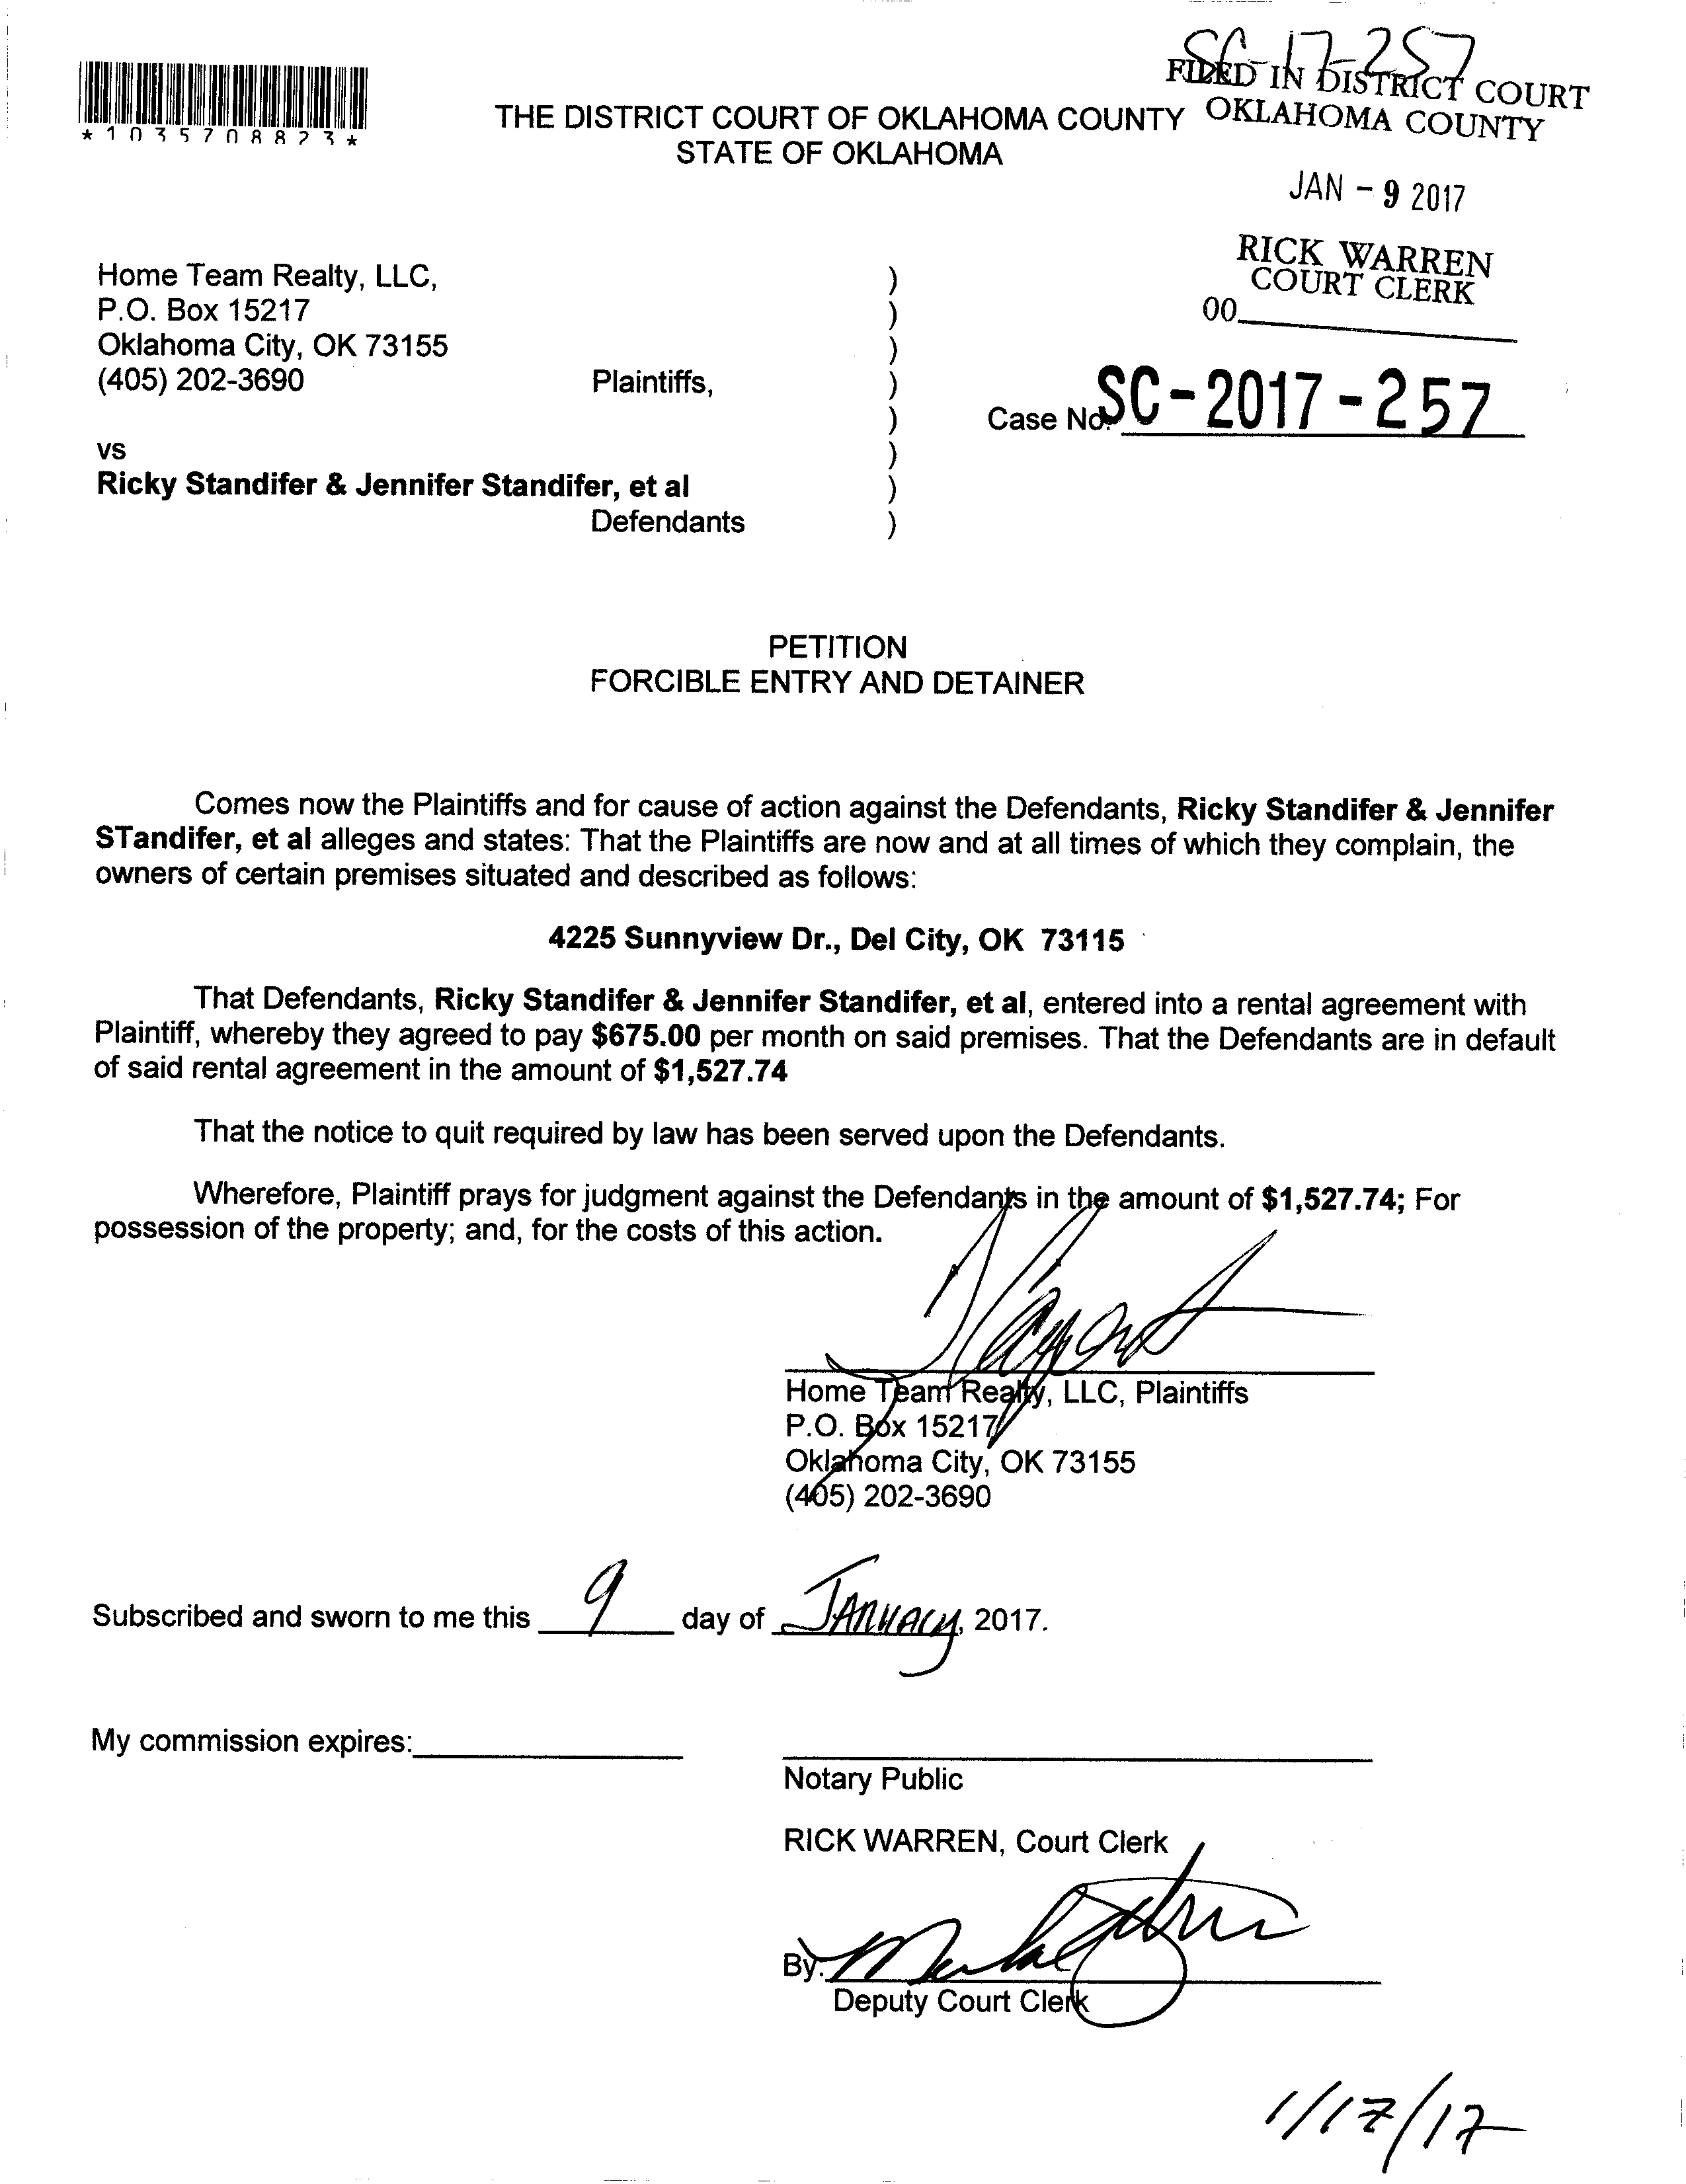 SC-17-257
FILED IN DISTRICT COURT
OKLAHOMA COUNTY
*1035708823*
THE DISTRICT COURT OF OKLAHOMA COUNTY
STATE OF OKLAHOMA
JAN - 9 2017
RICK WARREN
COURT CLERK
00
Home Team Realty, LLC,
P.O. Box 15217
Oklahoma City, OK 73155
(405) 202-3690 Plaintiffs,
Case No. SC-2017-257
vs
Ricky Standifer & Jennifer Standifer, et al
Defendants
)
)
)
)
)
)
)
)
PETITION
FORCIBLE ENTRY AND DETAINER
Comes now the Plaintiffs and for cause of action against the Defendants, Ricky Standifer & Jennifer
STandifer, et al alleges and states: That the Plaintiffs are now and at all times of which they complain, the
owners of certain premises situated and described as follows:
4225 Sunnyview Dr., Del City, OK 73115
That Defendants, Ricky Standifer & Jennifer Standifer, et al, entered into a rental agreement with
Plaintiff, whereby they agreed to pay $675.00 per month on said premises. That the Defendants are in default
of said rental agreement in the amount of $1,527.74
That the notice to quit required by law has been served upon the Defendants.
Wherefore, Plaintiff prays for judgment against the Defendants in the amount of $1,527.74; For
possession of the property; and, for the costs of this action.
Home Team Realty, LLC, Plaintiffs
P.O. Box 15217
Oklahoma City, OK 73155
(405) 202-3690
Subscribed and sworn to me this 9 day of January, 2017.
My commission expires:
Notary Public
RICK WARREN, Court Clerk
By:
Deputy Court Clerk
1/17/17